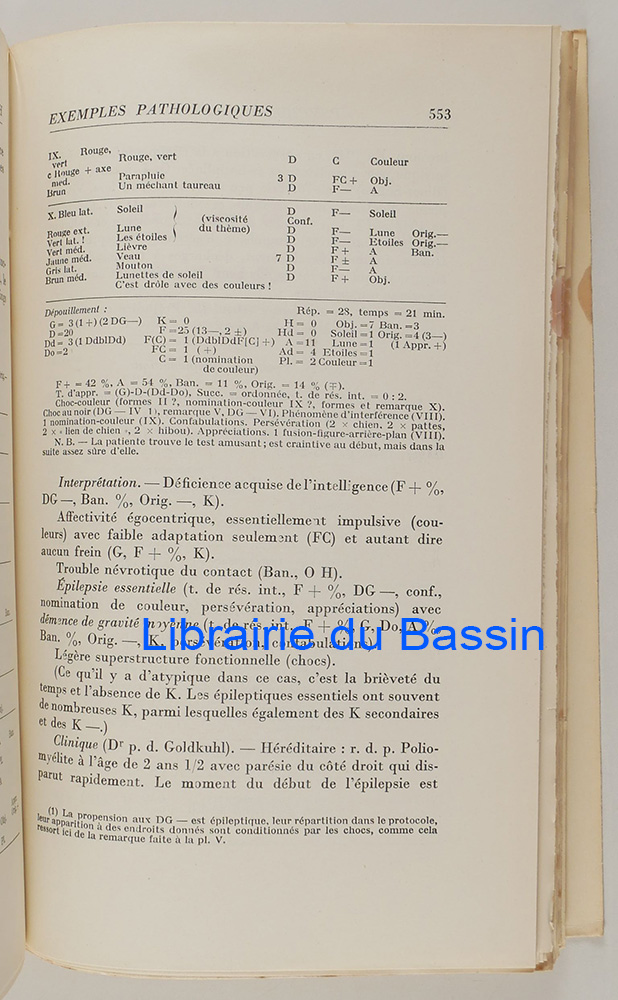 EXEMPLES PATHOLOGIQUES 553
IX. Rouge, vert Rouge, vert D C Couleur
c Rouge + axe méd. Parapluie 3 D FC + Obj.
Brun Un méchant taureau D F— A
X. Bleu lat. Soleil (viscosité du thème) D F— Soleil
Conf.
Rouge ext. Lune D F— Lune Orig.—
Vert lat. ! Les étoiles D F— Etoiles Orig.—
Vert méd. Lièvre D F + A Ban.
Jaune méd. Veau 7 D F ± A
Gris lat. Mouton D F— A
Brun méd. Lunettes de soleil D F + Obj.
C'est drôle avec des couleurs !
Dépouillement : Rép. = 28, temps = 21 min.
G = 3 (1 +) (2 DG—) K = 0 H = 0 Obj. = 7 Ban. = 3
D = 20 F = 25 (13—, 2 ±) Hd = 0 Soleil = 1 Orig. = 4 (3—)
Dd = 3 (1 DdblDd) F(C) = 1 (DdblDdF[C] +) A = 11 Lune = 1 (1 Appr. +)
Do = 2 FC = 1 (+) Ad = 4 Etoiles = 1
C = 1 (nomination Pl. = 2 Couleur = 1
de couleur)
F + = 42 %, A = 54 %, Ban. = 11 %, Orig. = 14 % (∓).
T. d'appr. = (G)-D-(Dd-Do), Succ. = ordonnée, t. de rés. int. = 0 : 2.
Choc-couleur (formes II ?, nomination-couleur IX ?, formes et remarque X).
Choc au noir (DG — IV 1), remarque V, DG — VI). Phénomène d'interférence (VIII).
1 nomination-couleur (IX). Confabulations. Persévération (2 × chien, 2 × pattes,
2 × « lien de chien », 2 × hibou). Appréciations. 1 fusion-figure-arrière-plan (VIII).
N. B. — La patiente trouve le test amusant ; est craintive au début, mais dans la
suite assez sûre d'elle.
Interprétation. — Déficience acquise de l'intelligence (F + %,
DG —, Ban. %, Orig. —, K).
Affectivité égocentrique, essentiellement impulsive (cou-
leurs) avec faible adaptation seulement (FC) et autant dire
aucun frein (G, F + %, K).
Trouble névrotique du contact (Ban., O H).
Épilepsie essentielle (t. de rés. int., F + %, DG —, conf.,
nomination de couleur, persévération, appréciations) avec
démence de gravité moyenne (t. de rés. int., F + %, G, Do, A %,
Ban. %, Orig. —, K, persévération, confabulation).
Librairie du Bassin
Légère superstructure fonctionnelle (chocs).
(Ce qu'il y a d'atypique dans ce cas, c'est la brièveté du
temps et l'absence de K. Les épileptiques essentiels ont souvent
de nombreuses K, parmi lesquelles également des K secondaires
et des K —.)
Clinique (Dr p. d. Goldkuhl). — Héréditaire : r. d. p. Polio-
myélite à l'âge de 2 ans 1/2 avec parésie du côté droit qui dis-
parut rapidement. Le moment du début de l'épilepsie est
(1) La propension aux DG — est épileptique, leur répartition dans le protocole,
leur apparition à des endroits donnés sont conditionnés par les chocs, comme cela
ressort ici de la remarque faite à la pl. V.